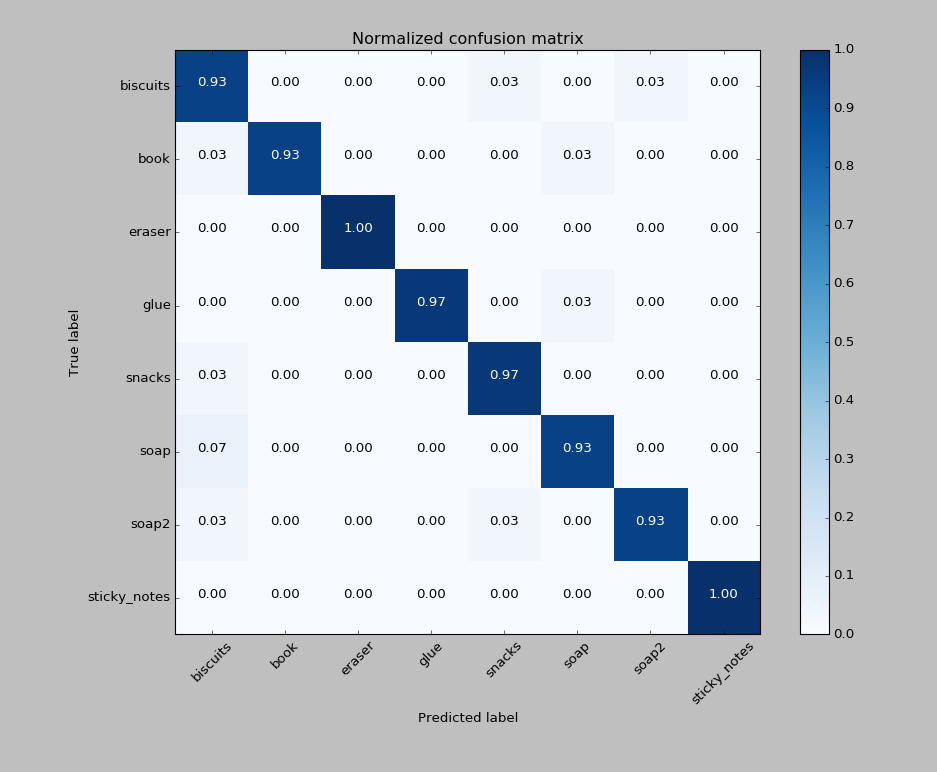 Normalized confusion matrix
biscuits 0.93 0.00 0.00 0.00 0.03 0.00 0.03 0.00
book 0.03 0.93 0.00 0.00 0.00 0.03 0.00 0.00
eraser 0.00 0.00 1.00 0.00 0.00 0.00 0.00 0.00
glue 0.00 0.00 0.00 0.97 0.00 0.03 0.00 0.00
snacks 0.03 0.00 0.00 0.00 0.97 0.00 0.00 0.00
soap 0.07 0.00 0.00 0.00 0.00 0.93 0.00 0.00
soap2 0.03 0.00 0.00 0.00 0.03 0.00 0.93 0.00
sticky_notes 0.00 0.00 0.00 0.00 0.00 0.00 0.00 1.00
biscuits book eraser glue snacks soap soap2 sticky_notes
True label
Predicted label
1.0
0.9
0.8
0.7
0.6
0.5
0.4
0.3
0.2
0.1
0.0